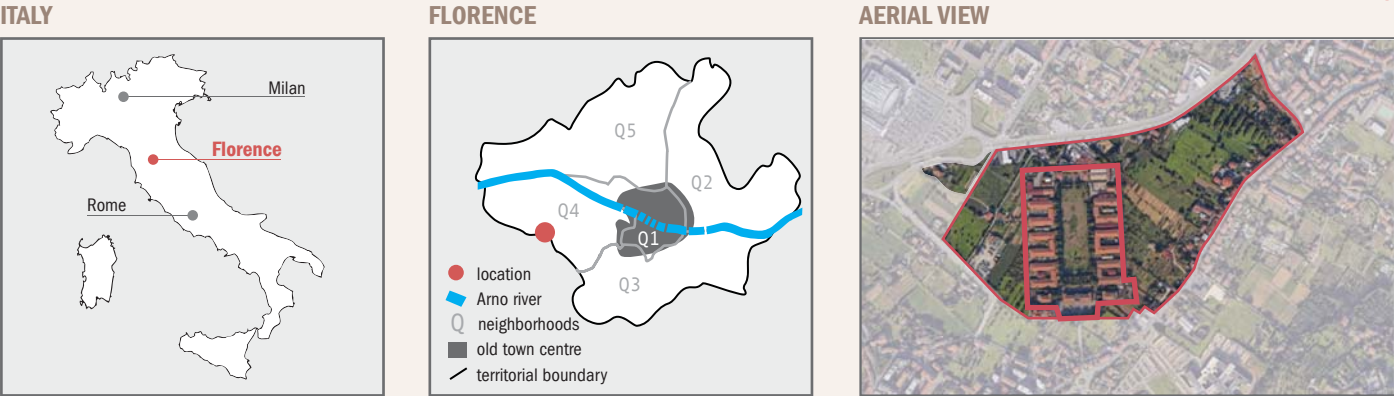 ITALY
Milan
Florence
Rome
FLORENCE
Q5
Q2
Q4
Q1
Q3
location
Arno river
Q neighborhoods
old town centre
territorial boundary
AERIAL VIEW